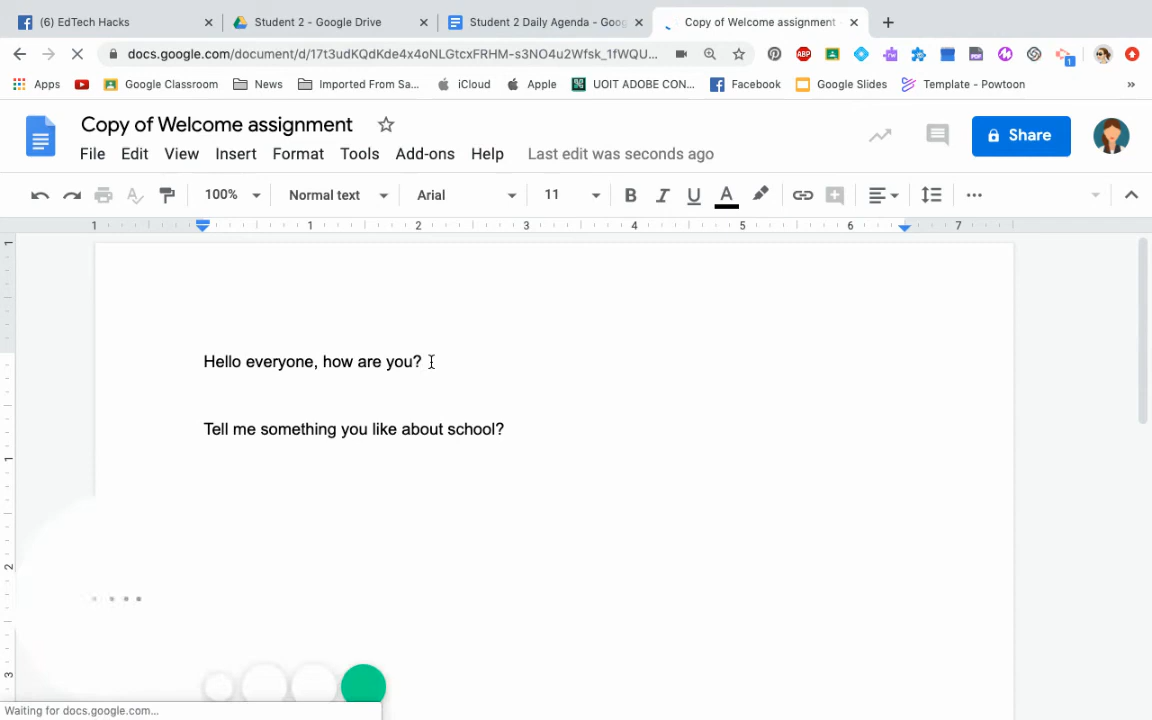 (6) EdTech Hacks
Student 2 - Google Drive
Student 2 Daily Agenda - Goog
Copy of Welcome assignment
docs.google.com/document/d/17t3udKQdKde4x4oNLGtcxFRHM-s3NO4u2Wfsk_1fWQU...
Apps
Google Classroom
News
Imported From Sa...
iCloud
Apple
UOIT ADOBE CON...
Facebook
Google Slides
Template - Powtoon
»
Copy of Welcome assignment
Share
File Edit View Insert Format Tools Add-ons Help Last edit was seconds ago
100% Normal text Arial 11 B I U A
1 1 2 3 4 5 6 7
Hello everyone, how are you?
Tell me something you like about school?
1
1
2
3
Waiting for docs.google.com...